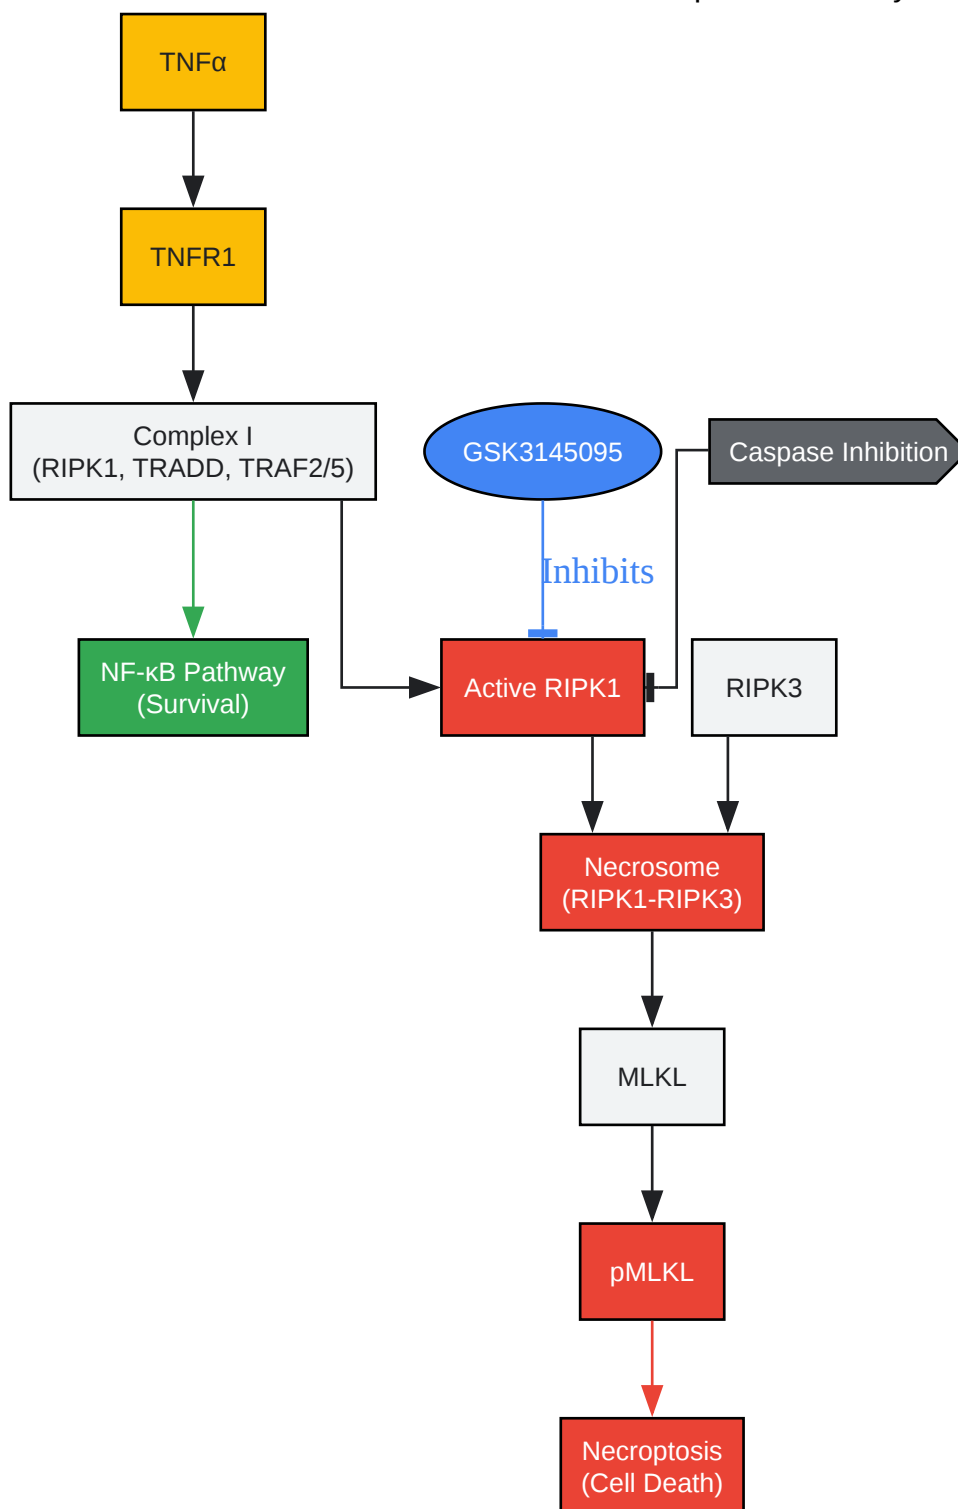 TNFα
TNFR1
Complex I
(RIPK1, TRADD, TRAF2/5)
GSK3145095
Caspase Inhibition
Inhibits
NF-κB Pathway
(Survival)
Active RIPK1
RIPK3
Necrosome
(RIPK1-RIPK3)
MLKL
pMLKL
Necroptosis
(Cell Death)